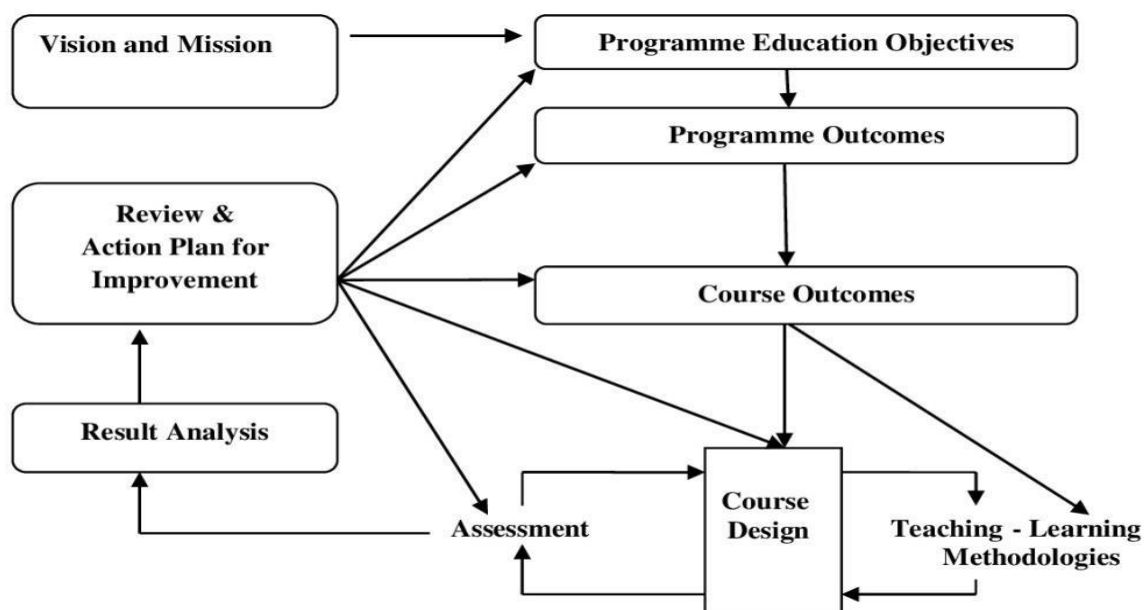 Vision and Mission
Programme Education Objectives
Programme Outcomes
Review &
Action Plan for
Improvement
Course Outcomes
Result Analysis
Assessment
Course
Design
Teaching - Learning
Methodologies